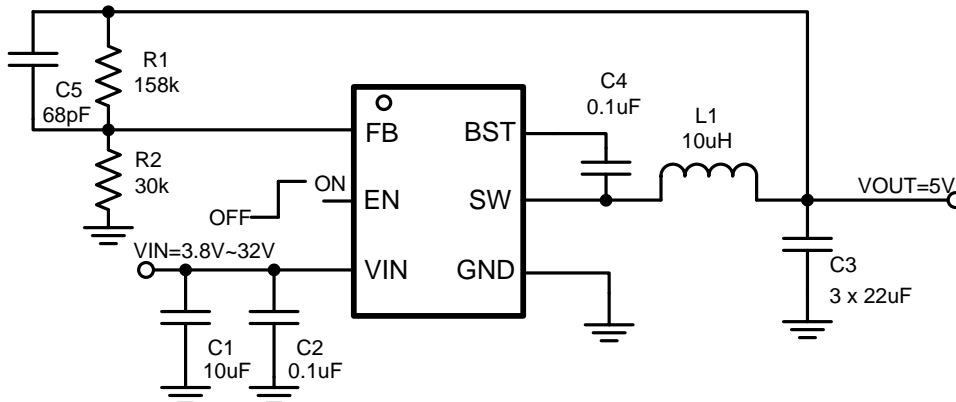 R1
158k
C5
68pF
R2
30k
FB
BST
EN
SW
VIN
GND
C4
0.1uF
L1
10uH
VOUT=5V
ON
OFF
VIN=3.8V~32V
C3
3 x 22uF
C1
10uF
C2
0.1uF